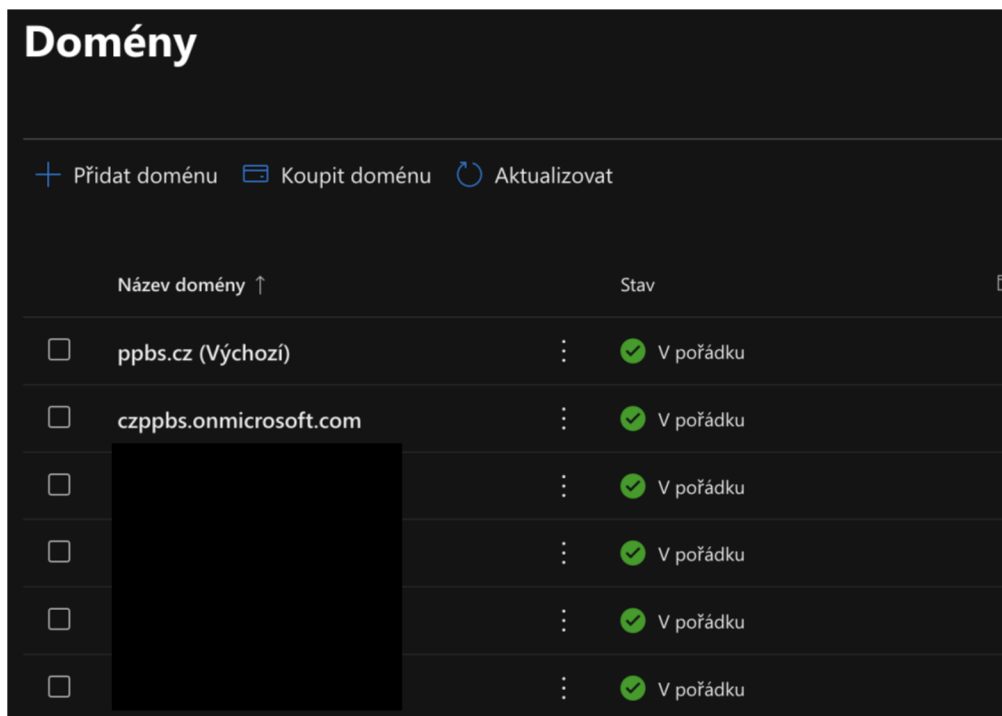 Domény
Přidat doménu Koupit doménu Aktualizovat
Název domény ↑ Stav
ppbs.cz (Výchozí) V pořádku
czppbs.onmicrosoft.com V pořádku
V pořádku
V pořádku
V pořádku
V pořádku